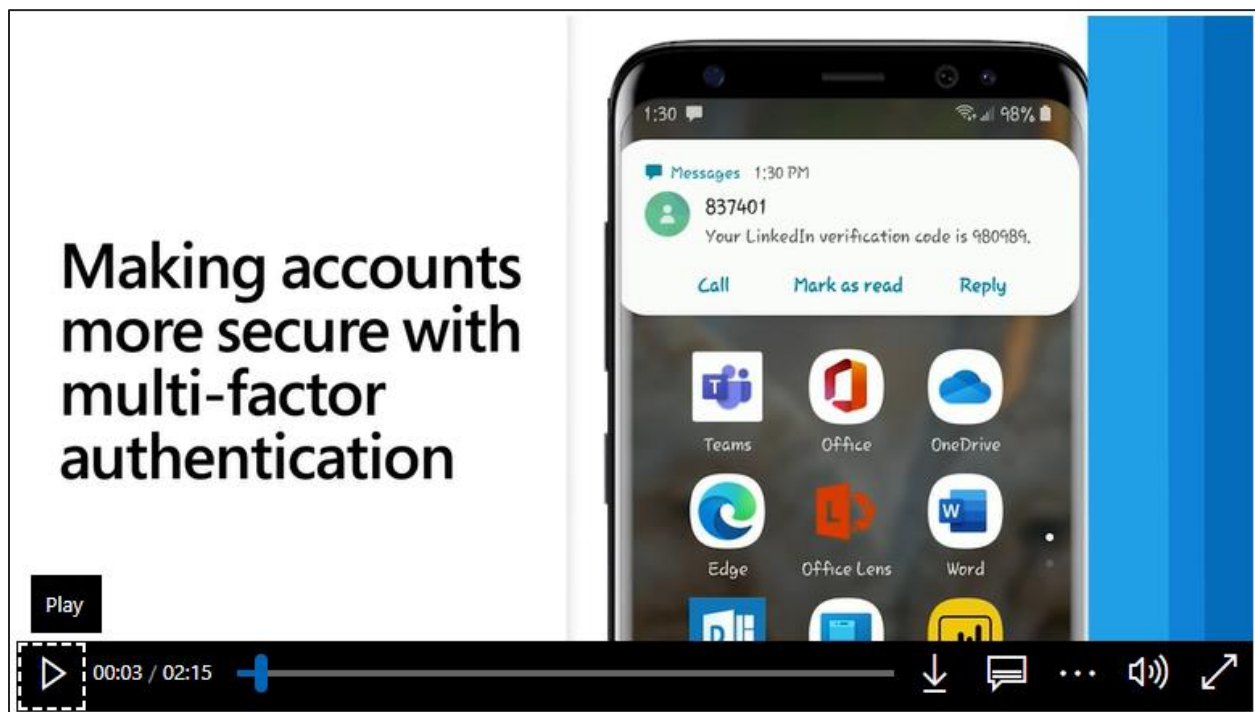 Making accounts
more secure with
multi-factor
authentication
1:30
98%
Messages 1:30 PM
837401
Your LinkedIn verification code is 980989.
Call Mark as read Reply
Teams Office OneDrive
Edge Office Lens Word
Play
00:03 / 02:15